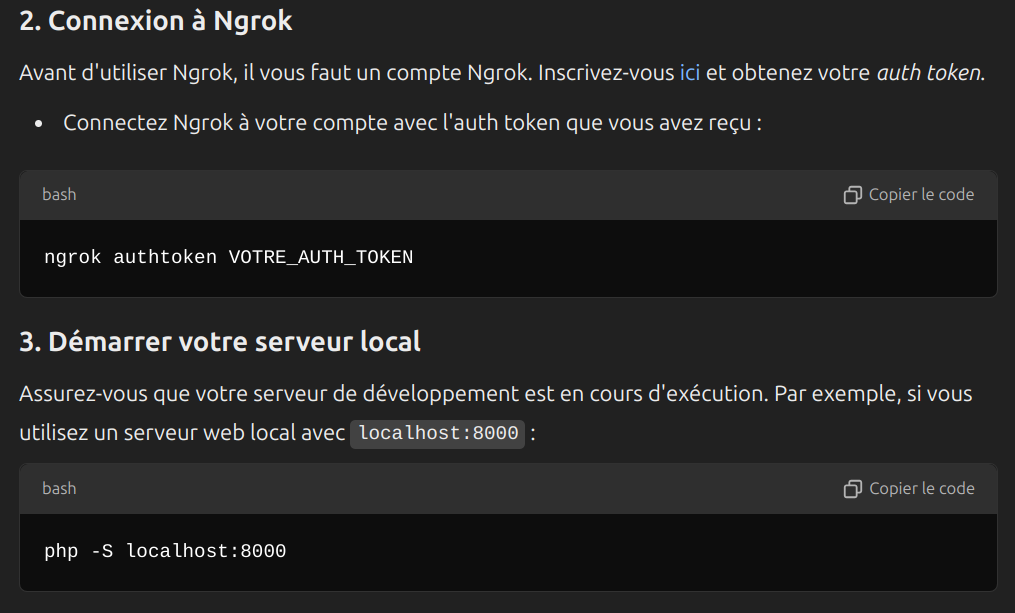 2. Connexion à Ngrok
Avant d'utiliser Ngrok, il vous faut un compte Ngrok. Inscrivez-vous ici et obtenez votre auth token.
• Connectez Ngrok à votre compte avec l'auth token que vous avez reçu :
bash
Copier le code
ngrok authtoken VOTRE_AUTH_TOKEN
3. Démarrer votre serveur local
Assurez-vous que votre serveur de développement est en cours d'exécution. Par exemple, si vous
utilisez un serveur web local avec localhost:8000 :
bash
Copier le code
php -S localhost:8000